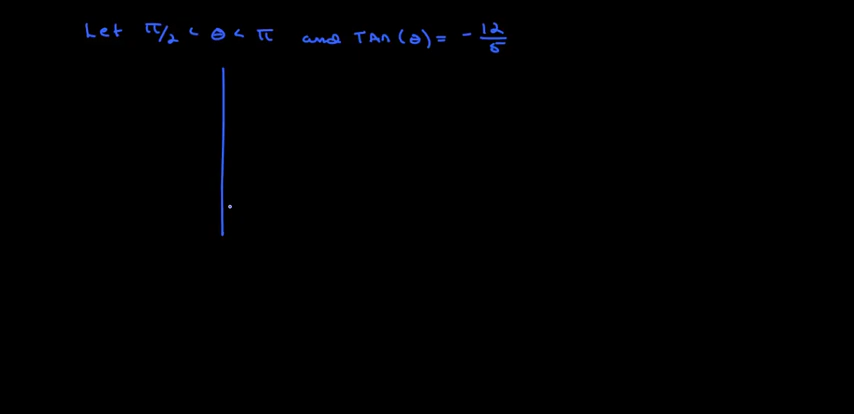 Let π/2 < θ < π and TAn(θ) = - 12/5